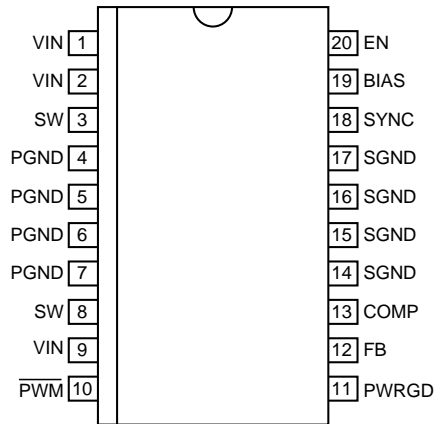 VIN 1 20 EN
VIN 2 19 BIAS
SW 3 18 SYNC
PGND 4 17 SGND
PGND 5 16 SGND
PGND 6 15 SGND
PGND 7 14 SGND
SW 8 13 COMP
VIN 9 12 FB
P̅W̅M̅ 10 11 PWRGD